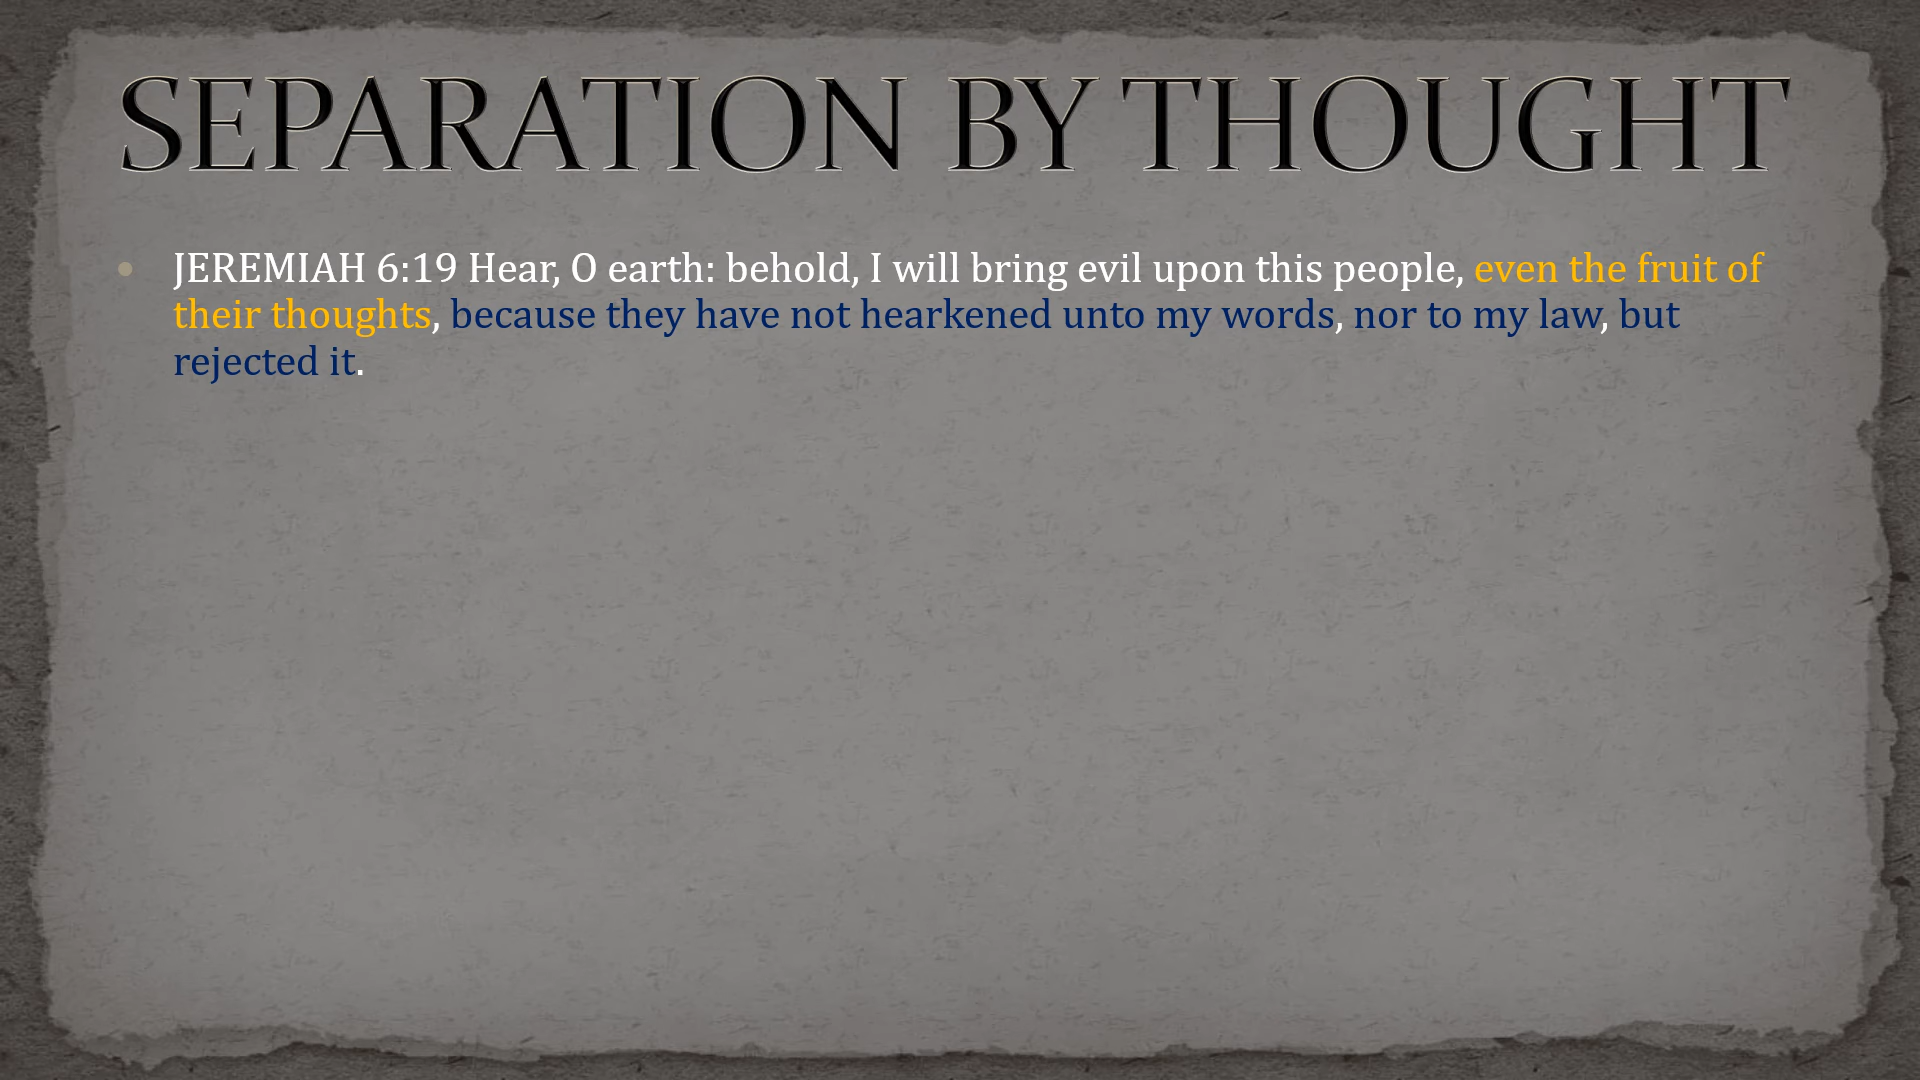 SEPARATION BY THOUGHT
• JEREMIAH 6:19 Hear, O earth: behold, I will bring evil upon this people, even the fruit of
their thoughts, because they have not hearkened unto my words, nor to my law, but
rejected it.